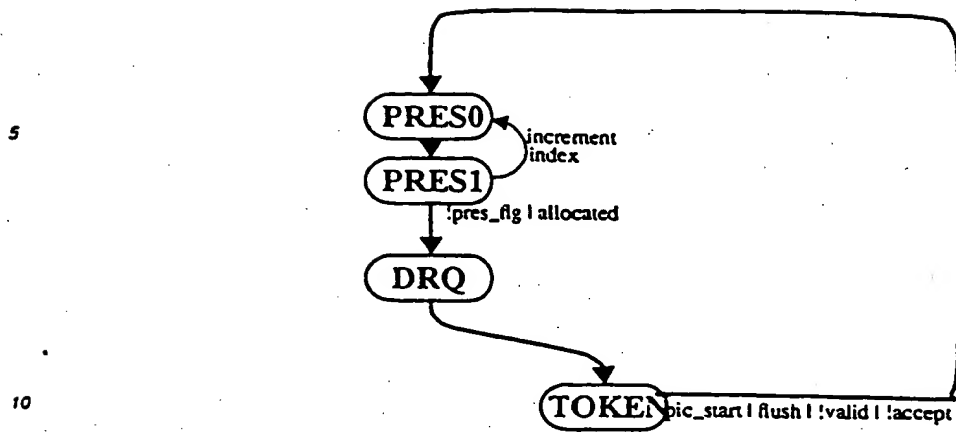 5
PRES0
increment
index
PRES1
!pres_flg | allocated
DRQ
10
TOKEN
pic_start | flush | !valid | !accept